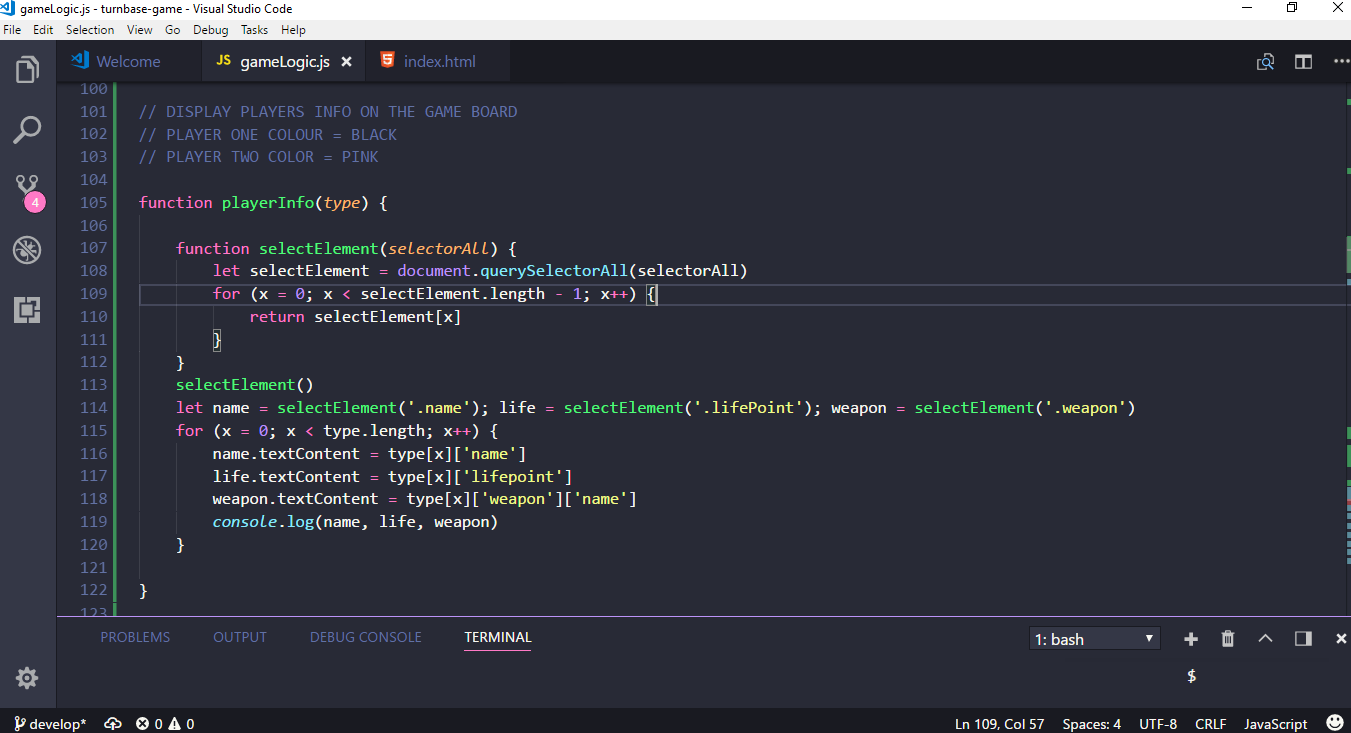 gameLogic.js - turnbase-game - Visual Studio Code
File Edit Selection View Go Debug Tasks Help
Welcome JS gameLogic.js × 5 index.html
100
101 // DISPLAY PLAYERS INFO ON THE GAME BOARD
102 // PLAYER ONE COLOUR = BLACK
103 // PLAYER TWO COLOR = PINK
104
105 function playerInfo(type) {
106
107 function selectElement(selectorAll) {
108 let selectElement = document.querySelectorAll(selectorAll)
109 for (x = 0; x < selectElement.length - 1; x++) {
110 return selectElement[x]
111 }
112 }
113 selectElement()
114 let name = selectElement('.name'); life = selectElement('.lifePoint'); weapon = selectElement('.weapon')
115 for (x = 0; x < type.length; x++) {
116 name.textContent = type[x]['name']
117 life.textContent = type[x]['lifepoint']
118 weapon.textContent = type[x]['weapon']['name']
119 console.log(name, life, weapon)
120 }
121
122 }
123
4
PROBLEMS OUTPUT DEBUG CONSOLE TERMINAL 1: bash
$
develop* 0 0 Ln 109, Col 57 Spaces: 4 UTF-8 CRLF JavaScript